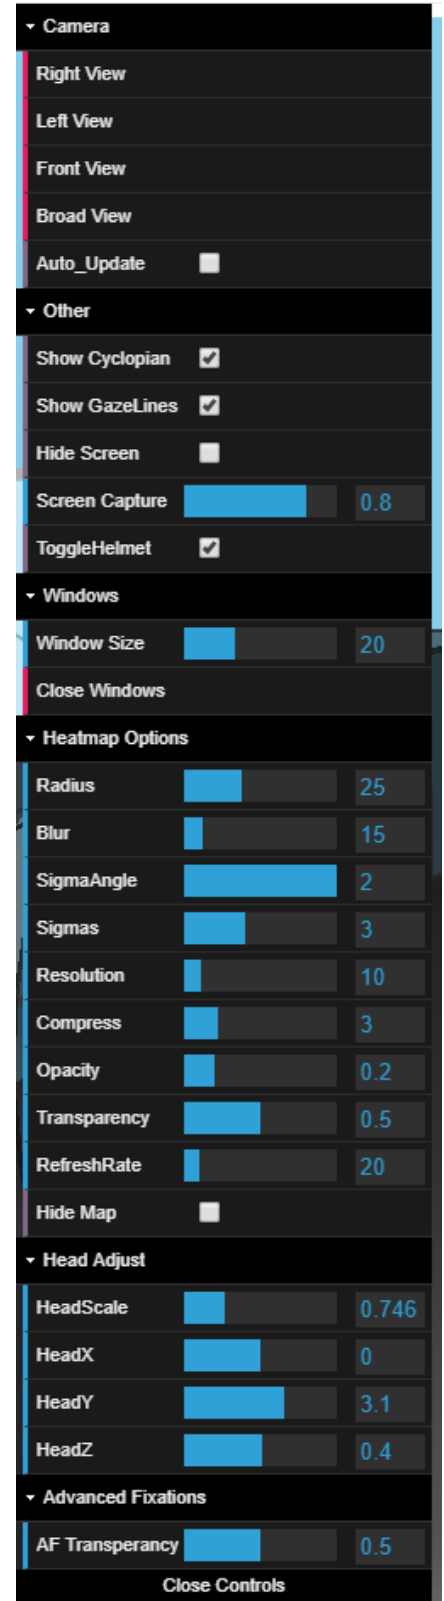 Camera
Right View
Left View
Front View
Broad View
Auto_Update
Other
Show Cyclopian
Show GazeLines
Hide Screen
Screen Capture 0.8
ToggleHelmet
Windows
Window Size 20
Close Windows
Heatmap Options
Radius 25
Blur 15
SigmaAngle 2
Sigmas 3
Resolution 10
Compress 3
Opacity 0.2
Transparency 0.5
RefreshRate 20
Hide Map
Head Adjust
HeadScale 0.746
HeadX 0
HeadY 3.1
HeadZ 0.4
Advanced Fixations
AF Transperancy 0.5
Close Controls